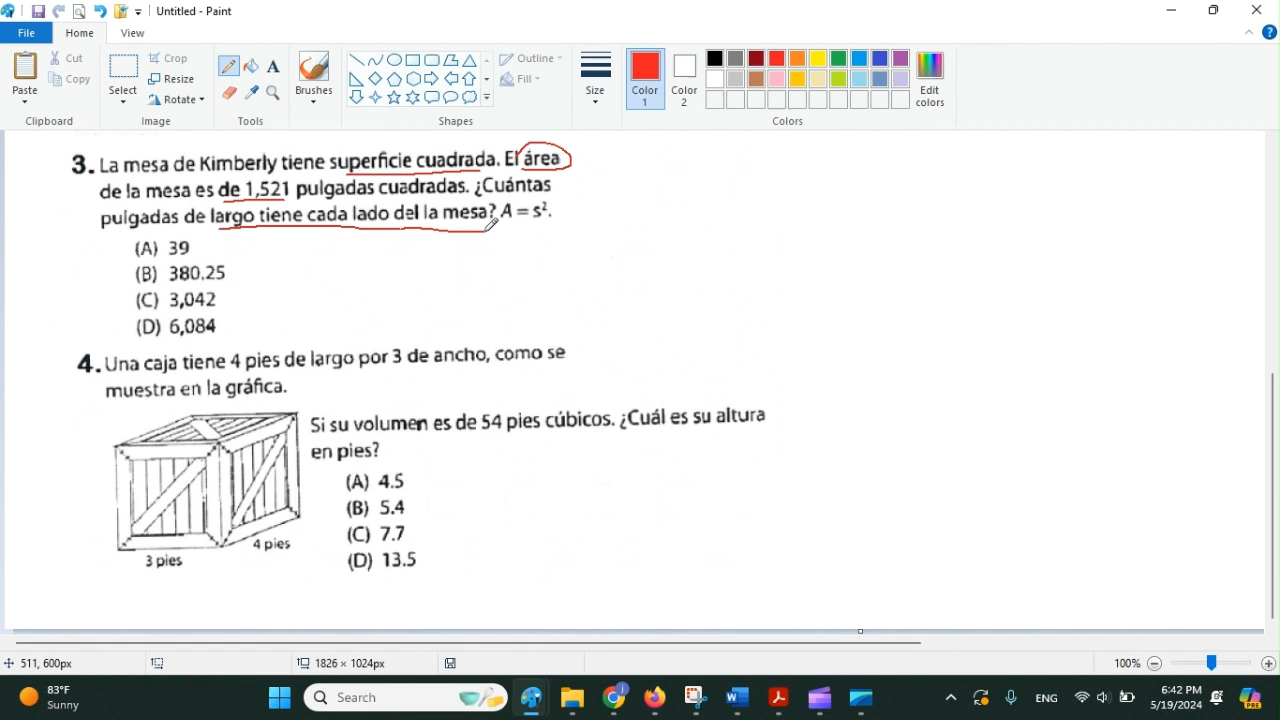 Untitled - Paint
File Home View
Paste
Cut
Copy
Clipboard
Select
Crop
Resize
Rotate
Image
A
Tools
Brushes
Outline
Fill
Shapes
Size
Color 1
Color 2
Edit colors
Colors
3. La mesa de Kimberly tiene superficie cuadrada. El área
de la mesa es de 1,521 pulgadas cuadradas. ¿Cuántas
pulgadas de largo tiene cada lado del la mesa? A = s².
(A) 39
(B) 380.25
(C) 3,042
(D) 6,084
4. Una caja tiene 4 pies de largo por 3 de ancho, como se
muestra en la gráfica.
Si su volumen es de 54 pies cúbicos. ¿Cuál es su altura
en pies?
(A) 4.5
(B) 5.4
(C) 7.7
(D) 13.5
4 pies
3 pies
511, 600px
1826 × 1024px
100%
83°F
Sunny
Search
ENG
6:42 PM
5/19/2024
PRE